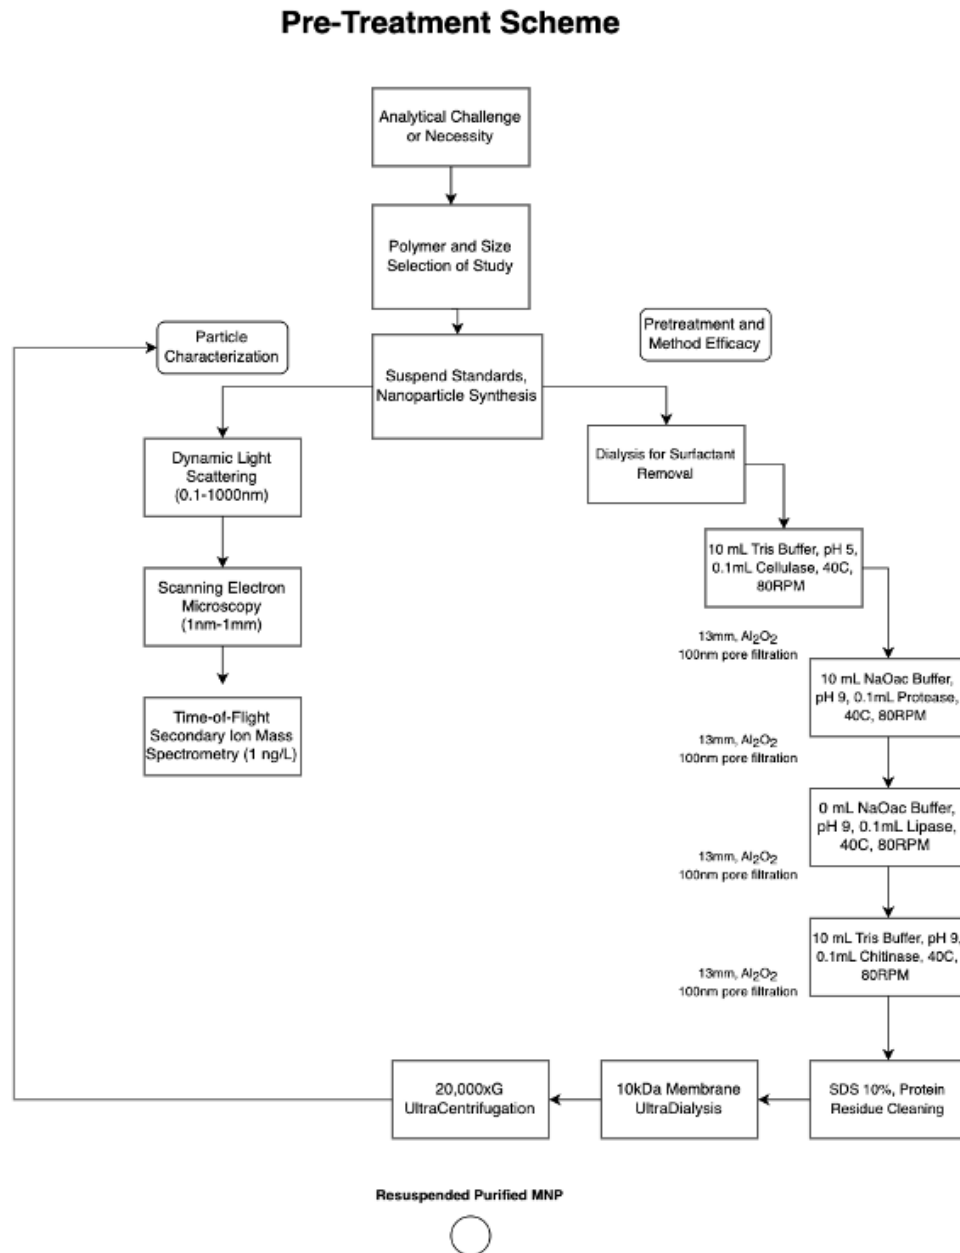 Pre-Treatment Scheme
Analytical Challenge
or Necessity
Polymer and Size
Selection of Study
Particle
Characterization
Pretreatment and
Method Efficacy
Suspend Standards,
Nanoparticle Synthesis
Dynamic Light
Scattering
(0.1-1000nm)
Dialysis for Surfactant
Removal
10 mL Tris Buffer, pH 5,
0.1mL Cellulase, 40C,
80RPM
Scanning Electron
Microscopy
(1nm-1mm)
13mm, Al₂O₂
100nm pore filtration
10 mL NaOac Buffer,
pH 9, 0.1mL Protease,
40C, 80RPM
Time-of-Flight
Secondary Ion Mass
Spectrometry (1 ng/L)
13mm, Al₂O₂
100nm pore filtration
0 mL NaOac Buffer,
pH 9, 0.1mL Lipase,
40C, 80RPM
13mm, Al₂O₂
100nm pore filtration
10 mL Tris Buffer, pH 9,
0.1mL Chitinase, 40C,
80RPM
13mm, Al₂O₂
100nm pore filtration
20,000xG
UltraCentrifugation
10kDa Membrane
UltraDialysis
SDS 10%, Protein
Residue Cleaning
Resuspended Purified MNP